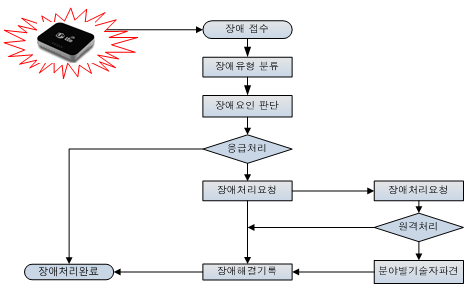 장애 접수
장애유형 분류
장애요인 판단
응급처리
장애처리요청
장애처리요청
원격처리
장애처리완료
장애해결기록
분야별기술자파견